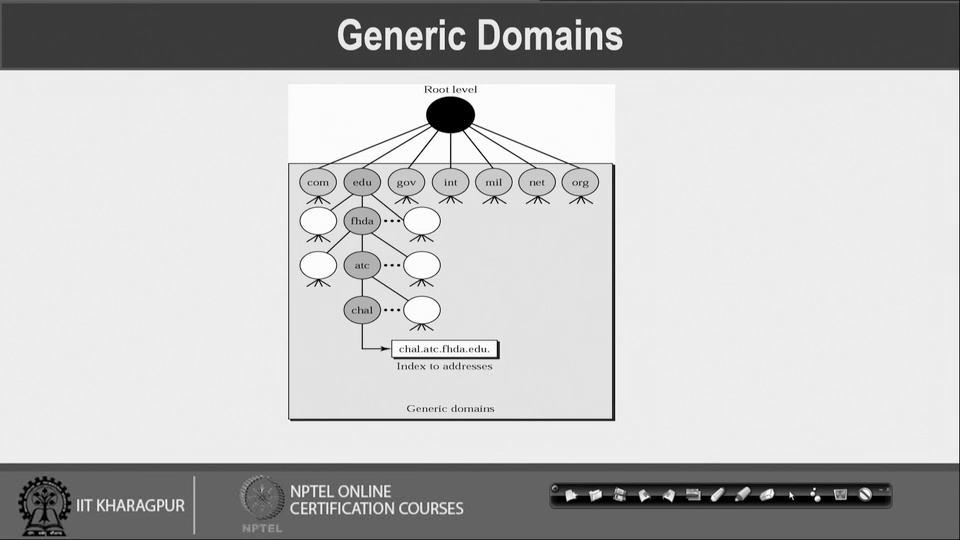 Generic Domains
Root level
com edu gov int mil net org
fhda
atc
chal
chal.atc.fhda.edu.
Index to addresses
Generic domains
IIT KHARAGPUR
NPTEL
NPTEL ONLINE
CERTIFICATION COURSES